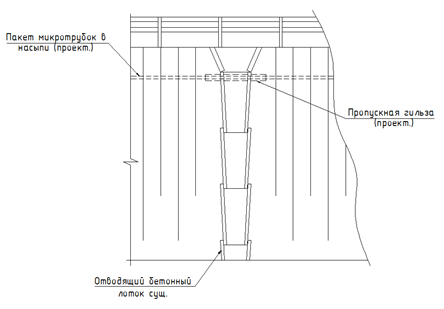 Пакет микротрубок в
насыпи (проект.)
Пропускная гильза
(проект.)
Отводящий бетонный
лоток сущ.